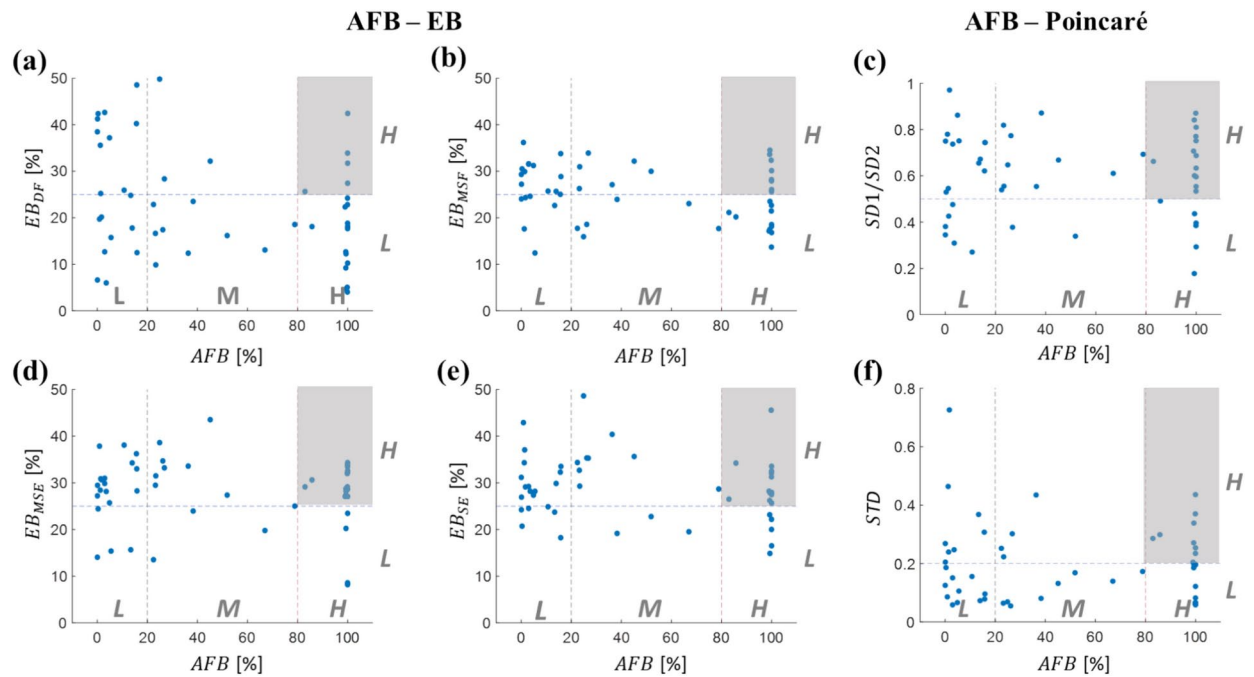 AFB – EB
AFB – Poincaré
(a)
50
40
30
20
10
0
EB_DF [%]
H
L
L M H
0 20 40 60 80 100
AFB [%]
(b)
50
40
30
20
10
0
EB_MSF [%]
H
L
L M H
0 20 40 60 80 100
AFB [%]
(c)
1
0.8
0.6
0.4
0.2
0
SD1/SD2
H
L
L M H
0 20 40 60 80 100
AFB [%]
(d)
50
40
30
20
10
0
EB_MSE [%]
H
L
L M H
0 20 40 60 80 100
AFB [%]
(e)
50
40
30
20
10
0
EB_SE [%]
H
L
L M H
0 20 40 60 80 100
AFB [%]
(f)
0.8
0.6
0.4
0.2
0
STD
H
L
L M H
0 20 40 60 80 100
AFB [%]